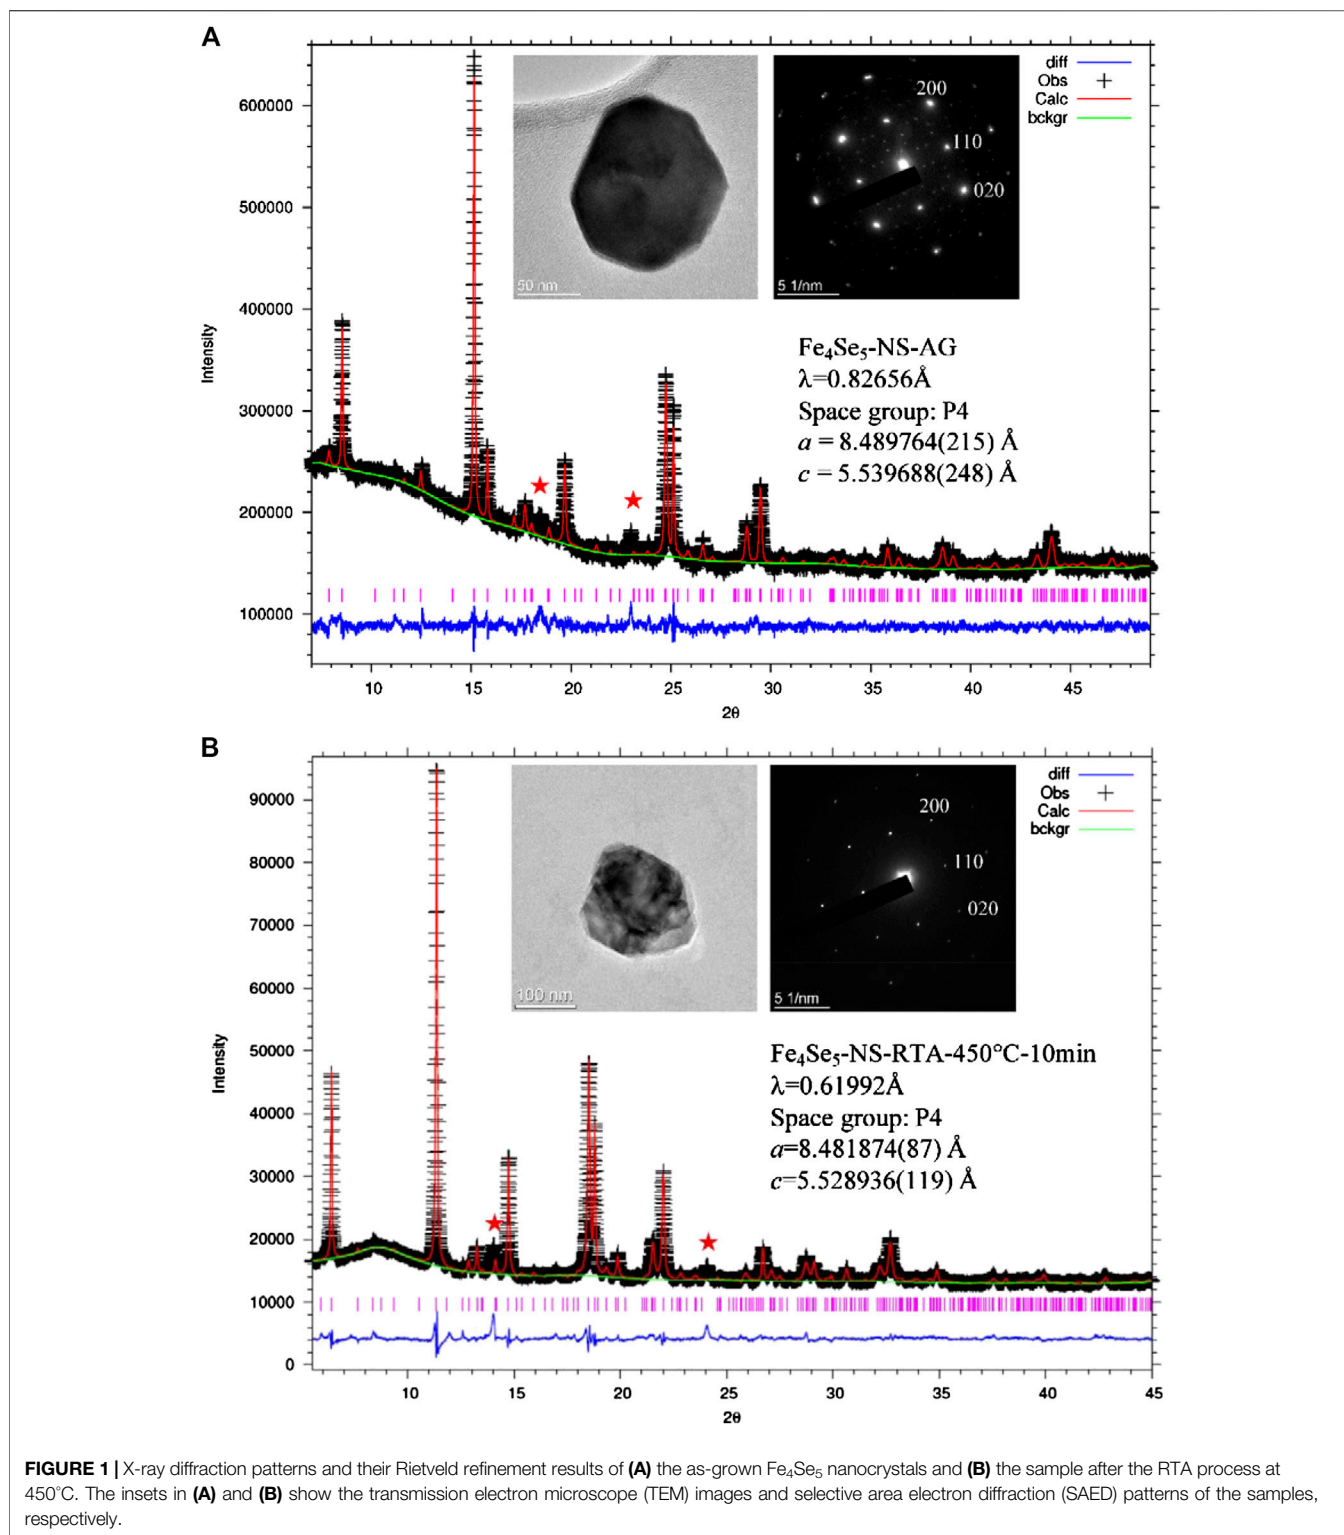 A
600000
500000
400000
300000
200000
100000
Intensity
10
15
20
25
30
35
40
45
2θ
50 nm
200
110
020
5 1/nm
diff
Obs
Calc
bckgr
Fe₄Se₅-NS-AG
λ=0.82656Å
Space group: P4
a = 8.489764(215) Å
c = 5.539688(248) Å
B
90000
80000
70000
60000
50000
40000
30000
20000
10000
0
Intensity
10
15
20
25
30
35
40
45
2θ
100 nm
200
110
020
5 1/nm
diff
Obs
Calc
bckgr
Fe₄Se₅-NS-RTA-450°C-10min
λ=0.61992Å
Space group: P4
a=8.481874(87) Å
c=5.528936(119) Å
FIGURE 1 | X-ray diffraction patterns and their Rietveld refinement results of (A) the as-grown Fe₄Se₅ nanocrystals and (B) the sample after the RTA process at
450°C. The insets in (A) and (B) show the transmission electron microscope (TEM) images and selective area electron diffraction (SAED) patterns of the samples,
respectively.